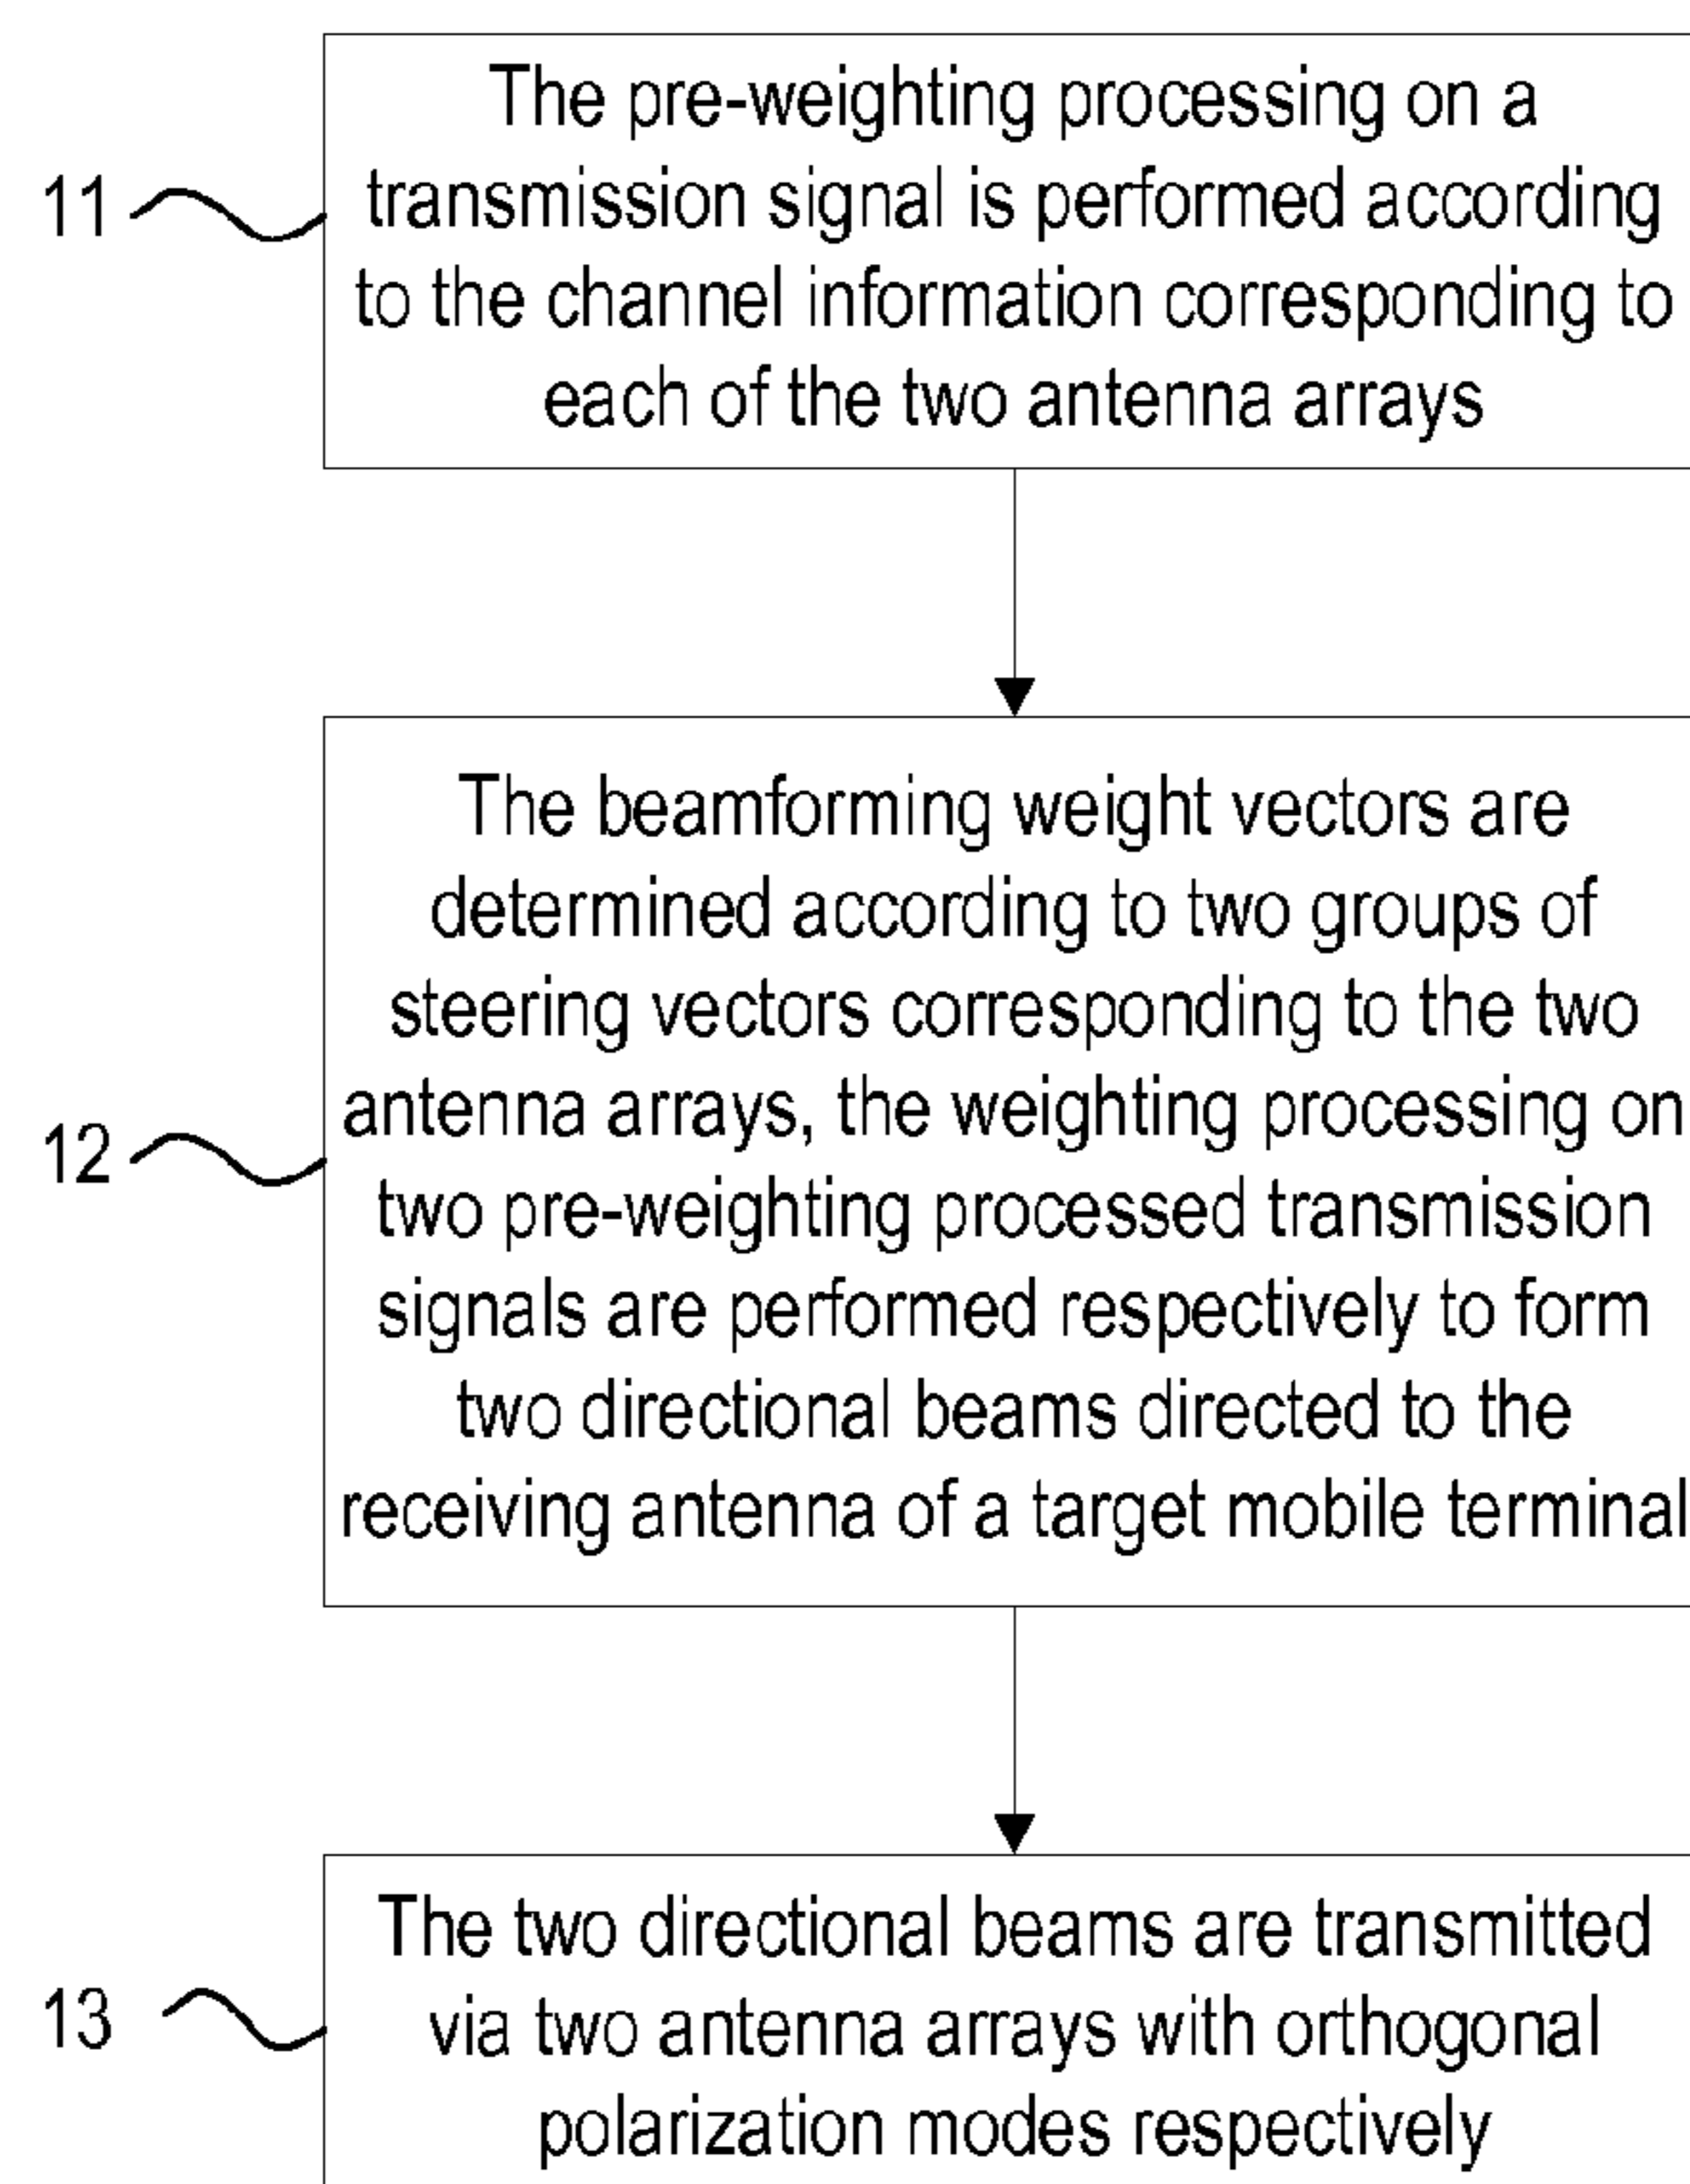 The pre-weighting processing on a
transmission signal is performed according
to the channel information corresponding to
each of the two antenna arrays
11
The beamforming weight vectors are
determined according to two groups of
steering vectors corresponding to the two
antenna arrays, the weighting processing on
two pre-weighting processed transmission
signals are performed respectively to form
two directional beams directed to the
receiving antenna of a target mobile terminal
12
The two directional beams are transmitted
via two antenna arrays with orthogonal
polarization modes respectively
13